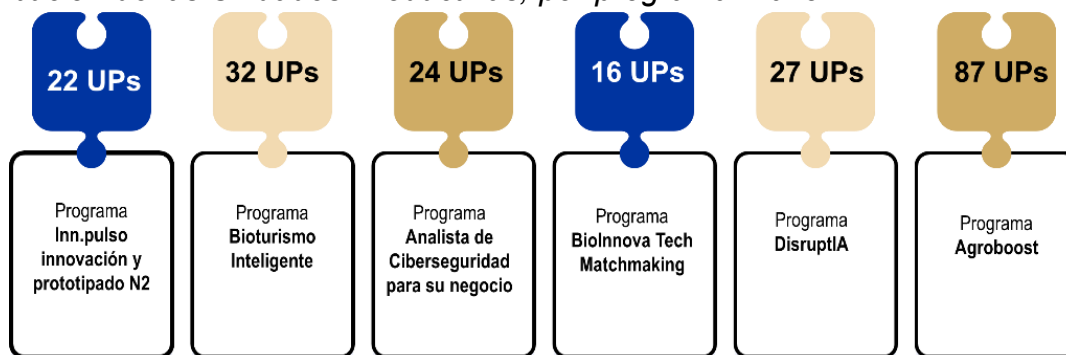 22 UPs
32 UPs
24 UPs
16 UPs
27 UPs
87 UPs
Programa
Inn.pulso
innovación y
prototipado N2
Programa
Bioturismo
Inteligente
Programa
Analista de
Ciberseguridad
para su negocio
Programa
BioInnova Tech
Matchmaking
Programa
DisruptIA
Programa
Agroboost